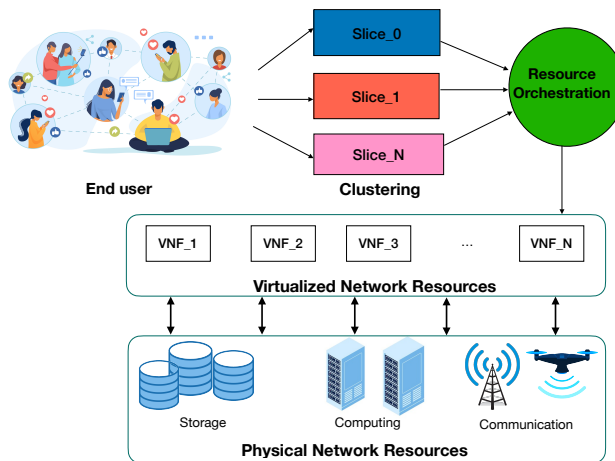 Slice_0
Slice_1
Slice_N
Resource
Orchestration
End user
Clustering
VNF_1
VNF_2
VNF_3
...
VNF_N
Virtualized Network Resources
Storage
Computing
Communication
Physical Network Resources